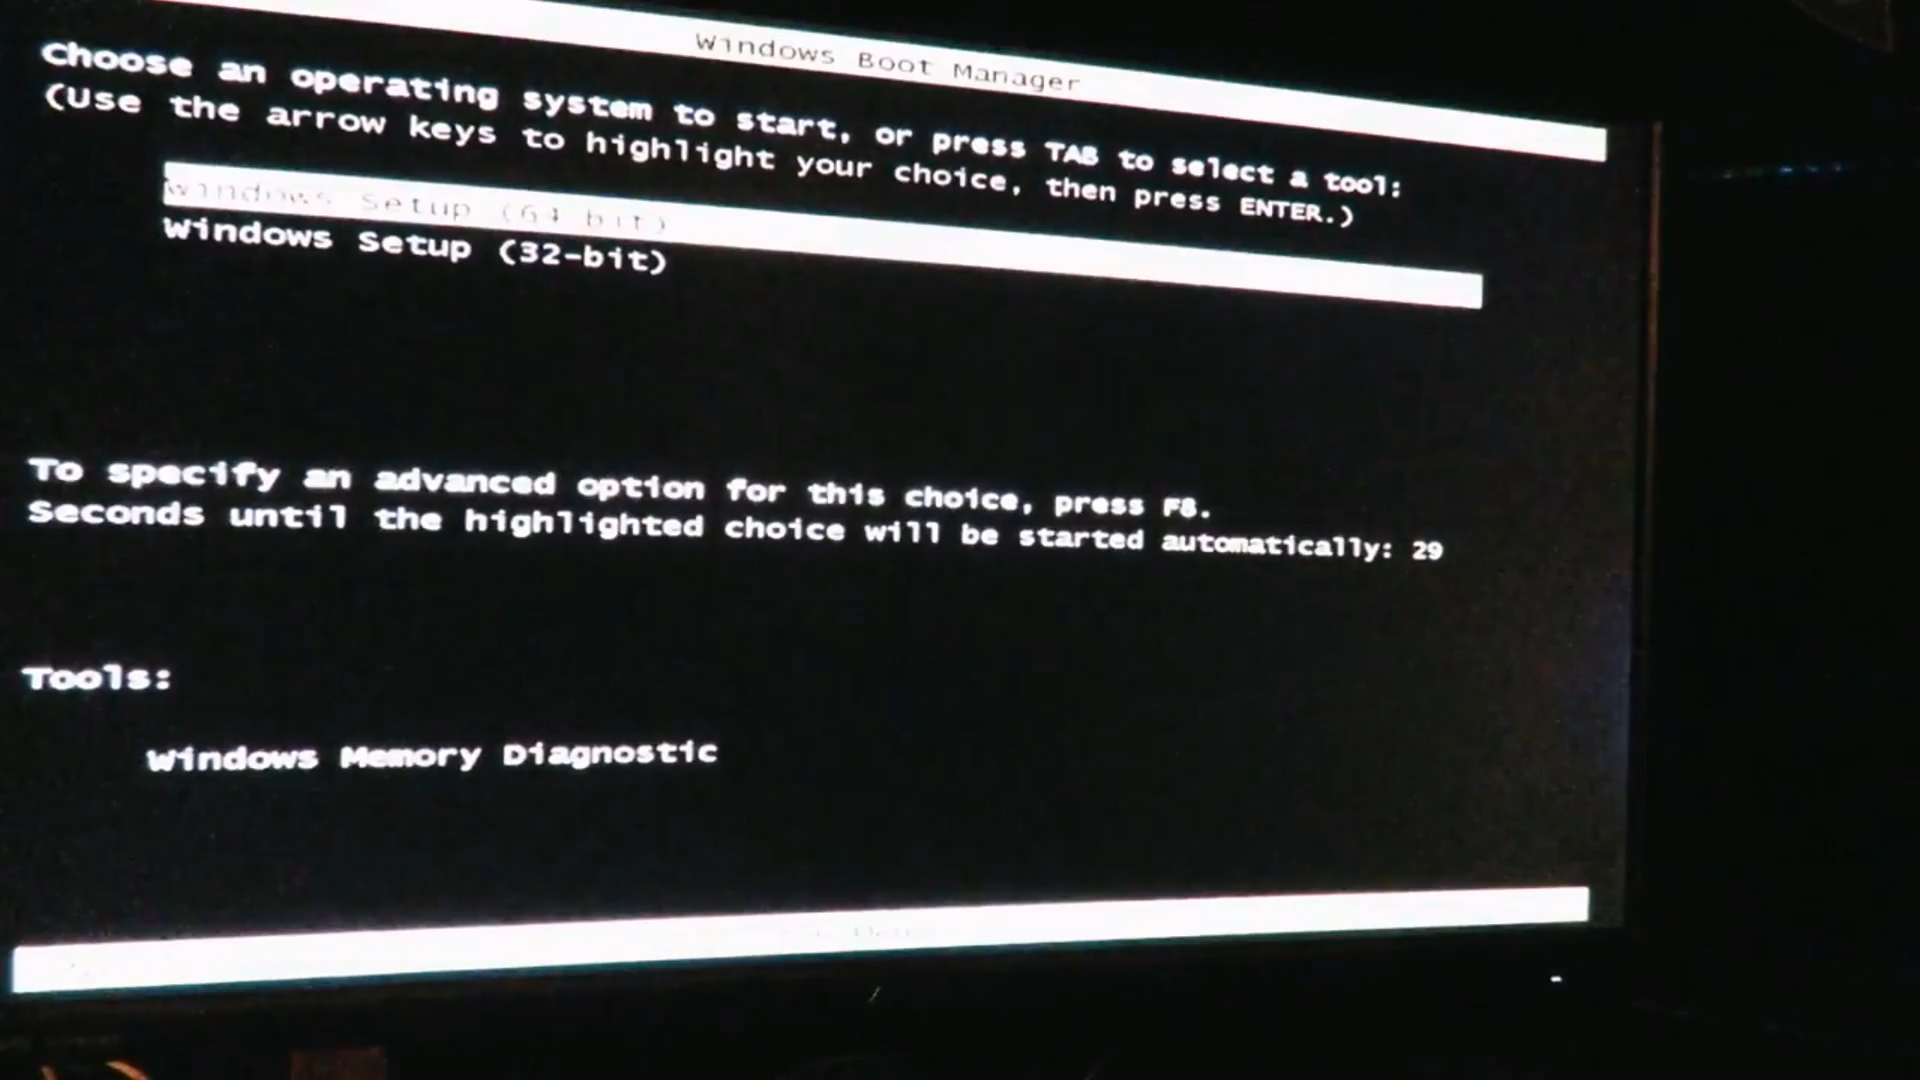 Windows Boot Manager
Choose an operating system to start, or press TAB to select a tool:
(Use the arrow keys to highlight your choice, then press ENTER.)
Windows Setup (64-bit)
Windows Setup (32-bit)
To specify an advanced option for this choice, press F8.
Seconds until the highlighted choice will be started automatically: 29
Tools:
Windows Memory Diagnostic